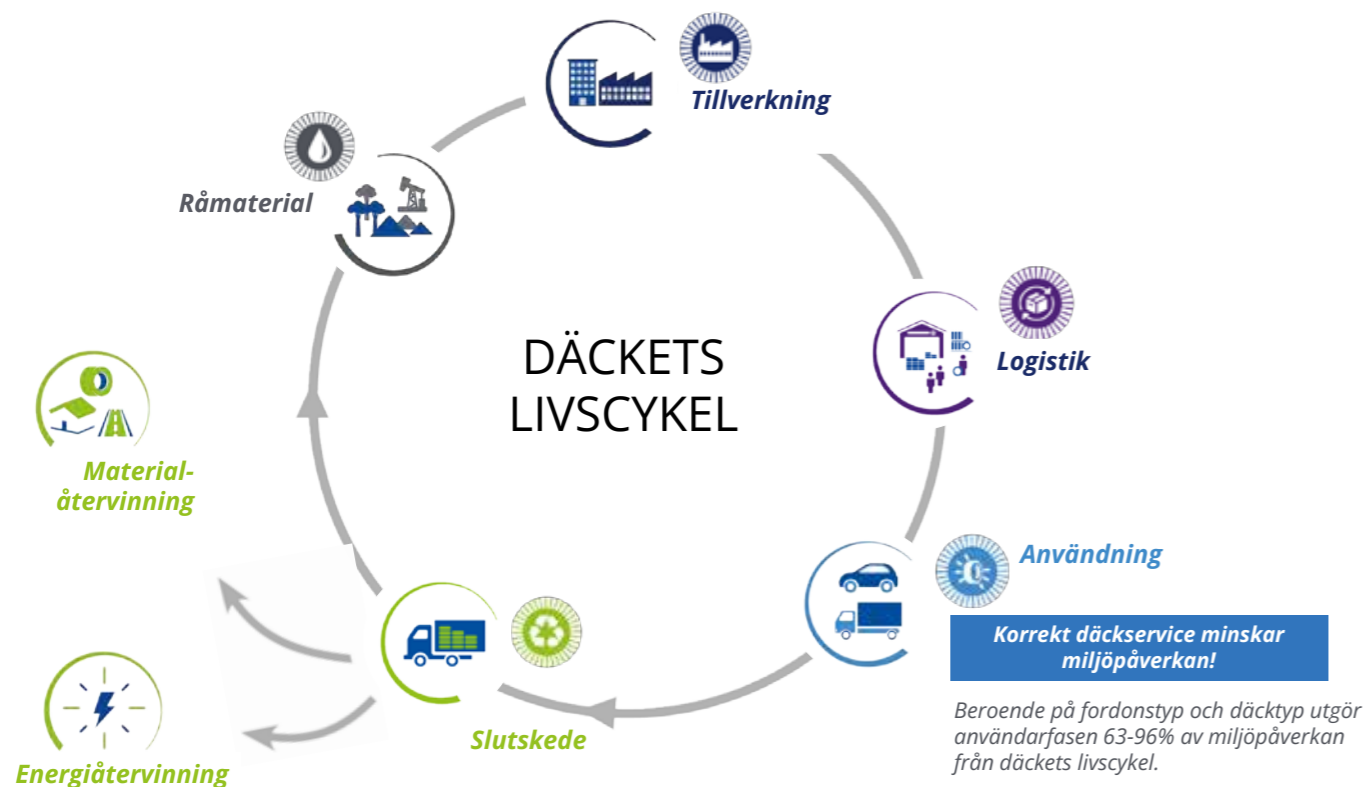 Tillverkning
Råmaterial
DÄCKETS
LIVSCYKEL
Logistik
Material-
återvinning
Användning
Korrekt däckservice minskar
miljöpåverkan!
Beroende på fordonstyp och däcktyp utgör
användarfasen 63-96% av miljöpåverkan
från däckets livscykel.
Slutskede
Energiåtervinning